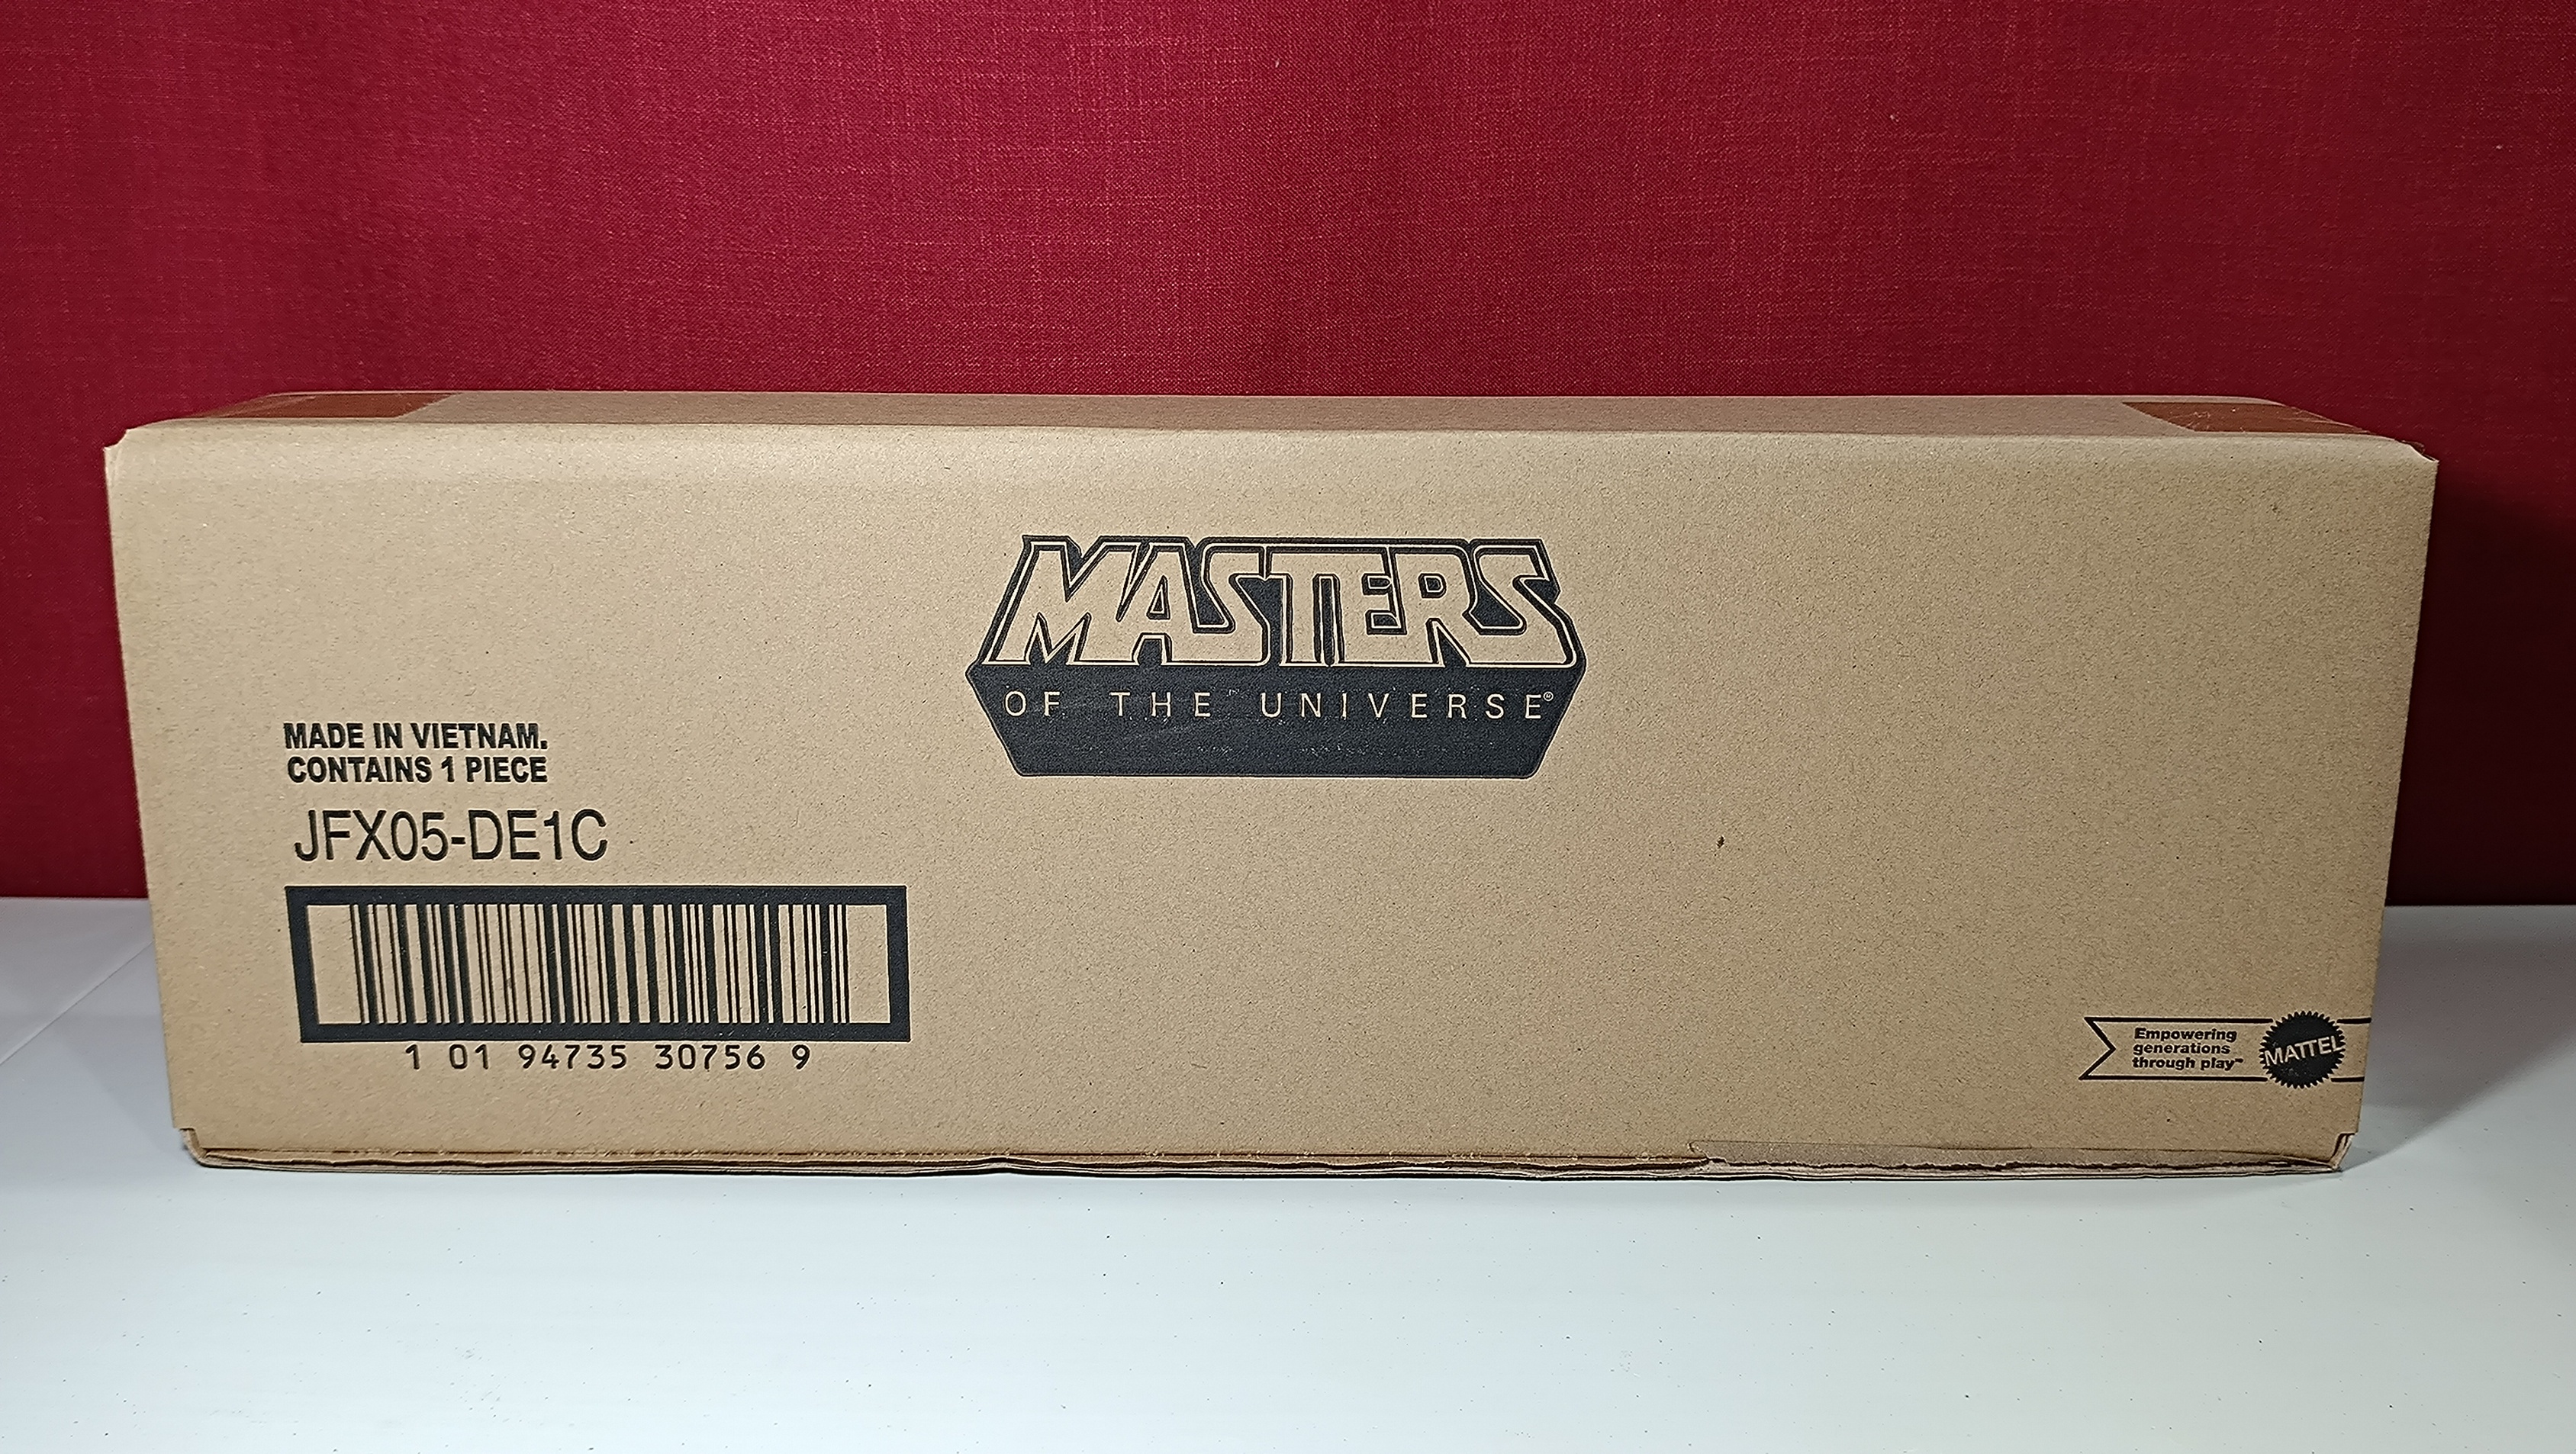 MASTERS
OF THE UNIVERSE®
MADE IN VIETNAM.
CONTAINS 1 PIECE
JFX05-DE1C
1 01 94735 30756 9
Empowering
generations
through play™
MATTEL